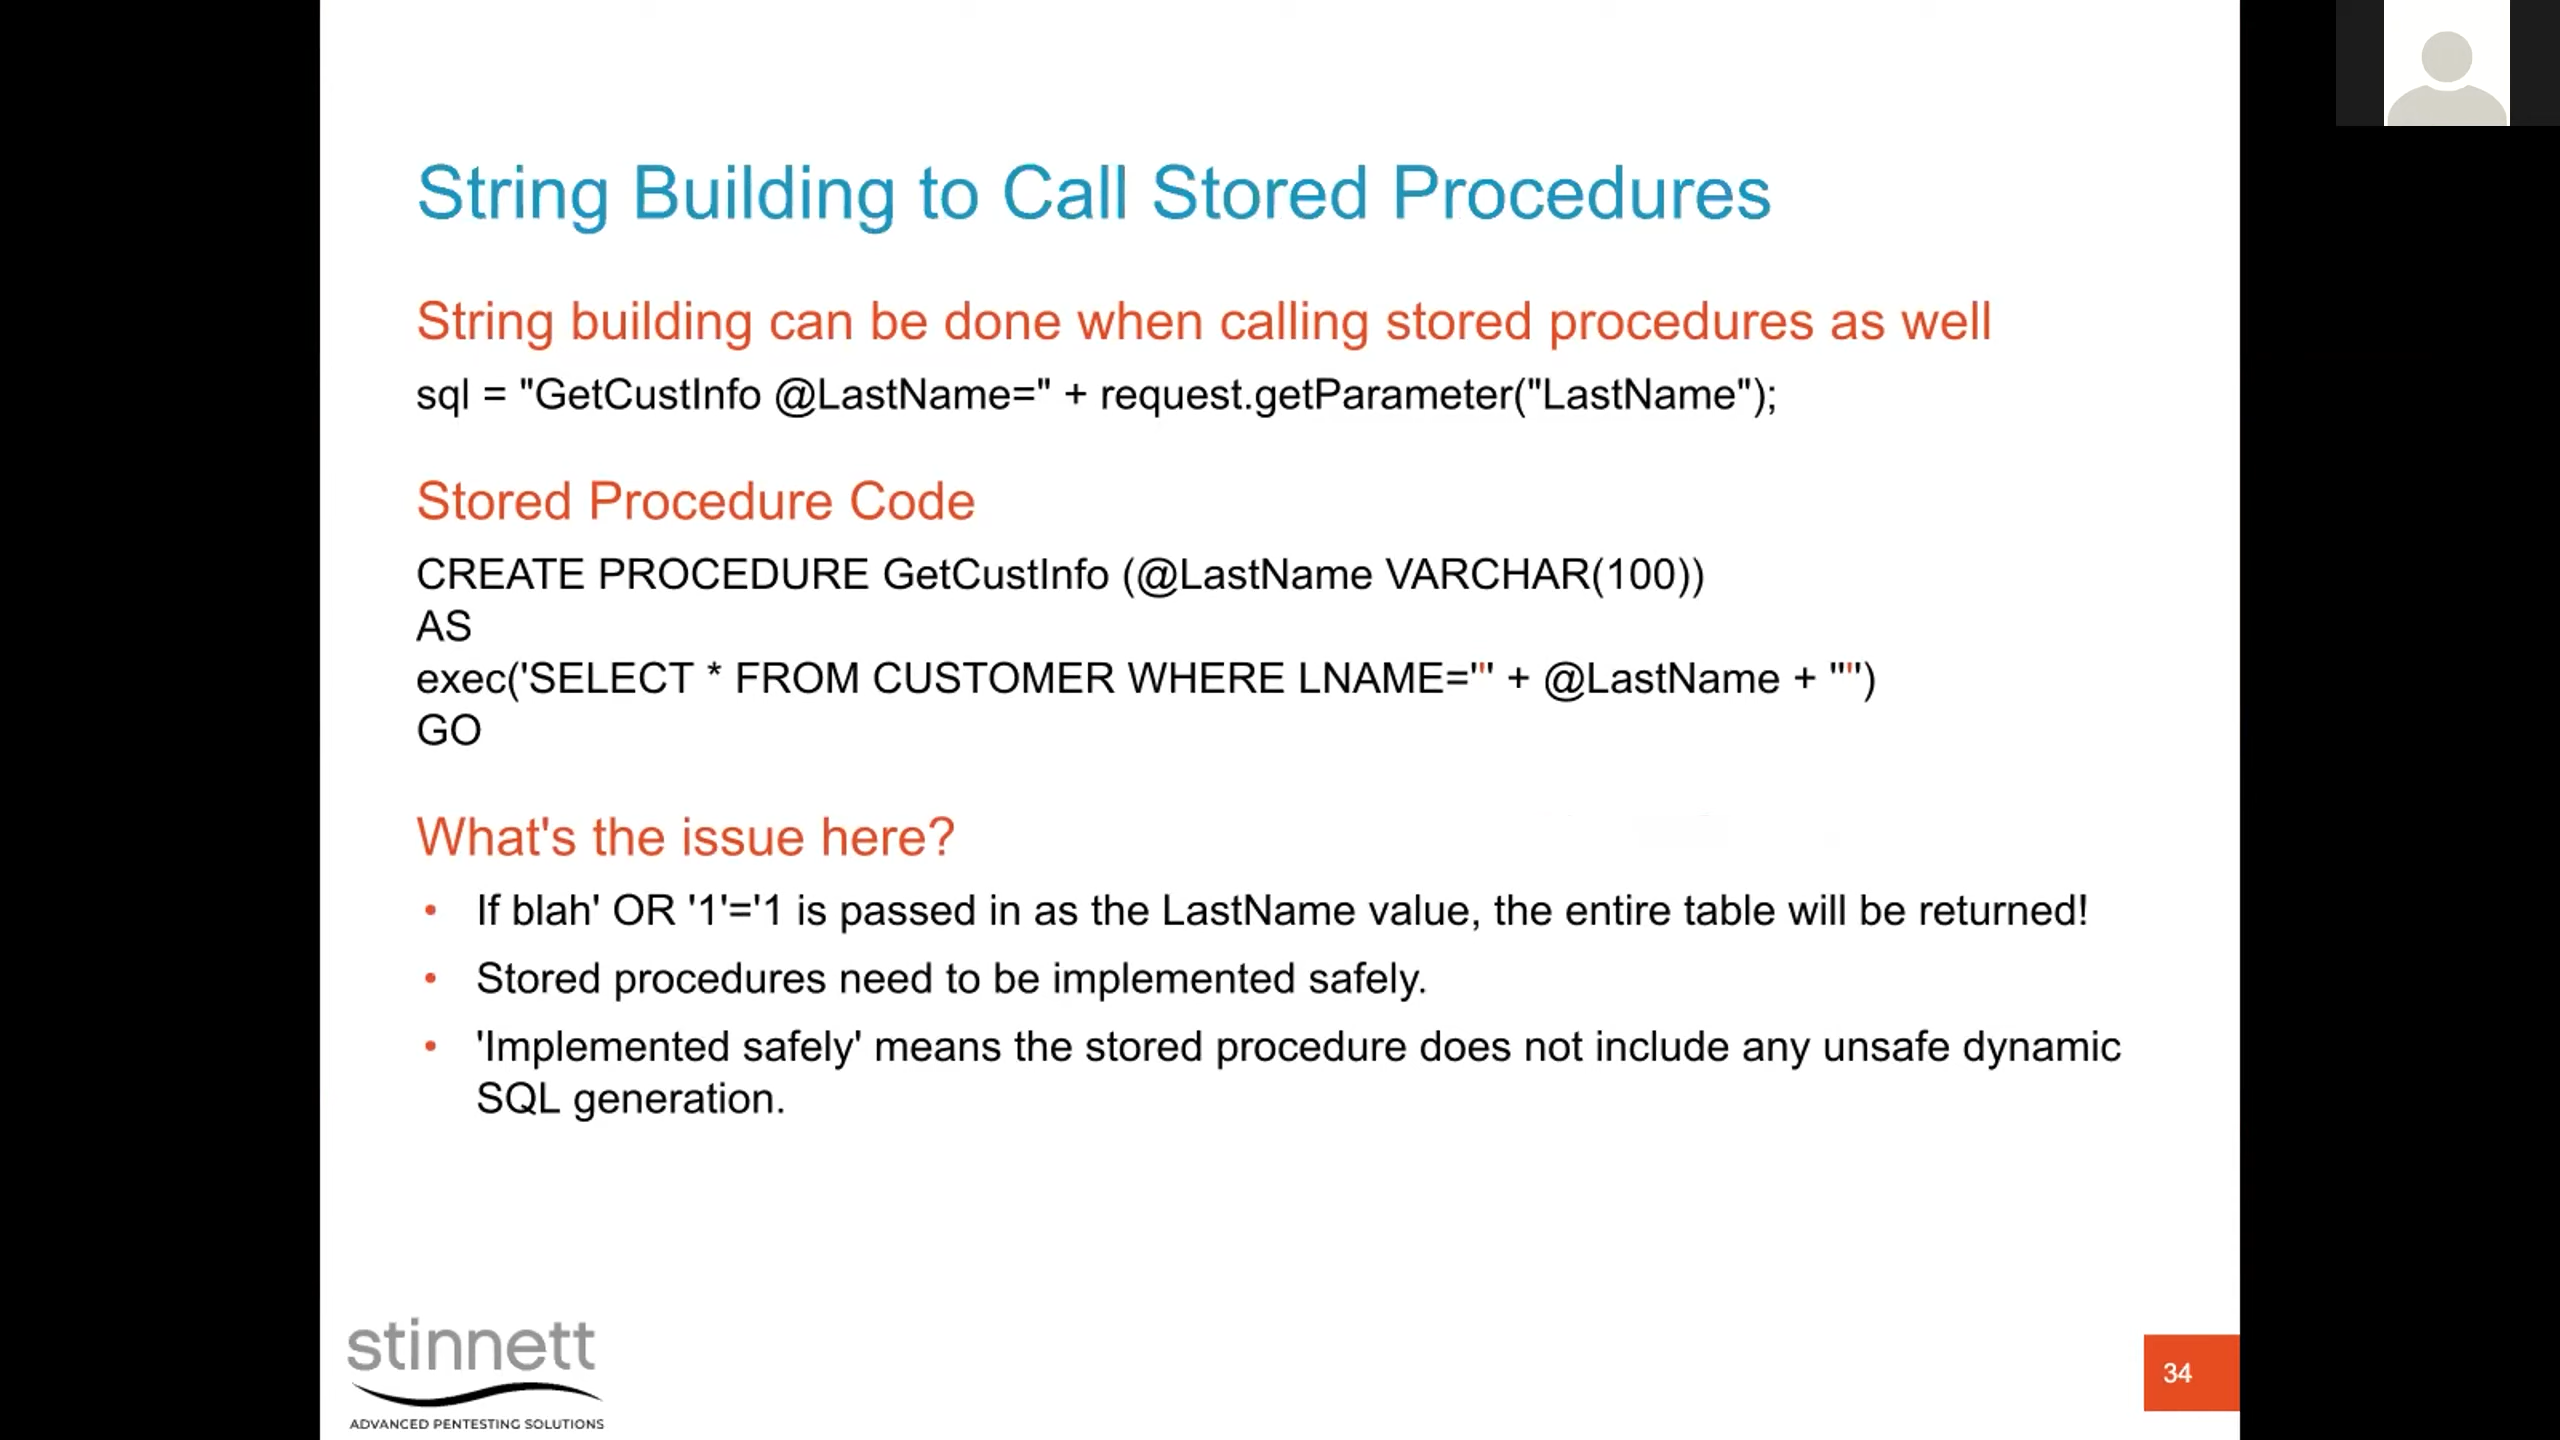 String Building to Call Stored Procedures
String building can be done when calling stored procedures as well
sql = "GetCustInfo @LastName=" + request.getParameter("LastName");
Stored Procedure Code
CREATE PROCEDURE GetCustInfo (@LastName VARCHAR(100))
AS
exec('SELECT * FROM CUSTOMER WHERE LNAME=''' + @LastName + '''')
GO
What's the issue here?
• If blah' OR '1'='1 is passed in as the LastName value, the entire table will be returned!
• Stored procedures need to be implemented safely.
• 'Implemented safely' means the stored procedure does not include any unsafe dynamic
SQL generation.
stinnett
ADVANCED PENTESTING SOLUTIONS
34